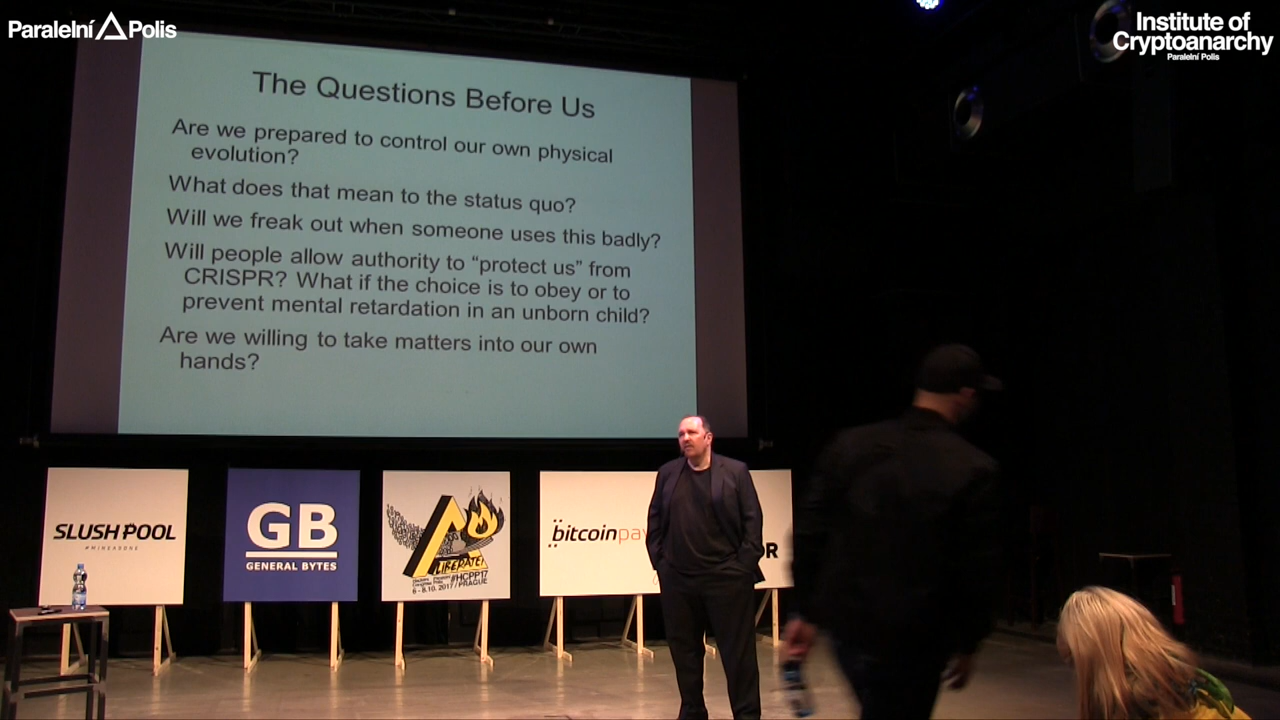 Paralelní Polis
Institute of
Cryptoanarchy
Paralelní Polis
The Questions Before Us
Are we prepared to control our own physical
evolution?
What does that mean to the status quo?
Will we freak out when someone uses this badly?
Will people allow authority to “protect us” from
CRISPR? What if the choice is to obey or to
prevent mental retardation in an unborn child?
Are we willing to take matters into our own
hands?
SLUSH POOL
GB
GENERAL BYTES
LIBERATE!
#HCPP17
6 - 8.10. 2017 / PRAGUE
bitcoinpay